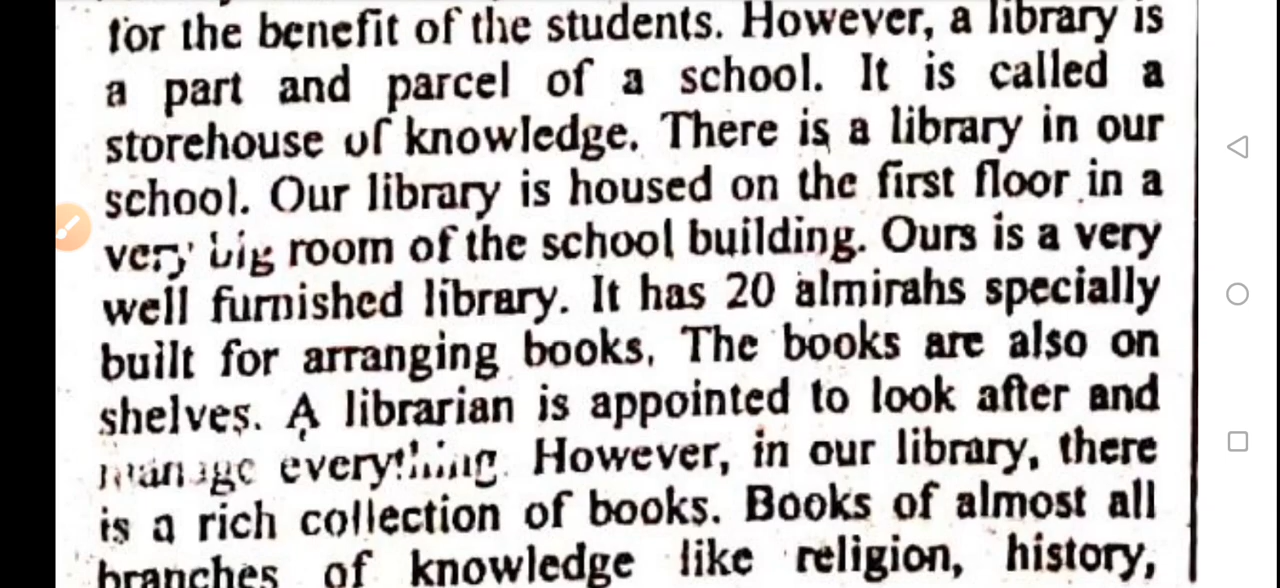 for the benefit of the students. However, a library is
a part and parcel of a school. It is called a
storehouse of knowledge. There is a library in our
school. Our library is housed on the first floor in a
very big room of the school building. Ours is a very
well furnished library. It has 20 almirahs specially
built for arranging books. The books are also on
shelves. A librarian is appointed to look after and
manage everything. However, in our library, there
is a rich collection of books. Books of almost all
branches of knowledge like religion, history,